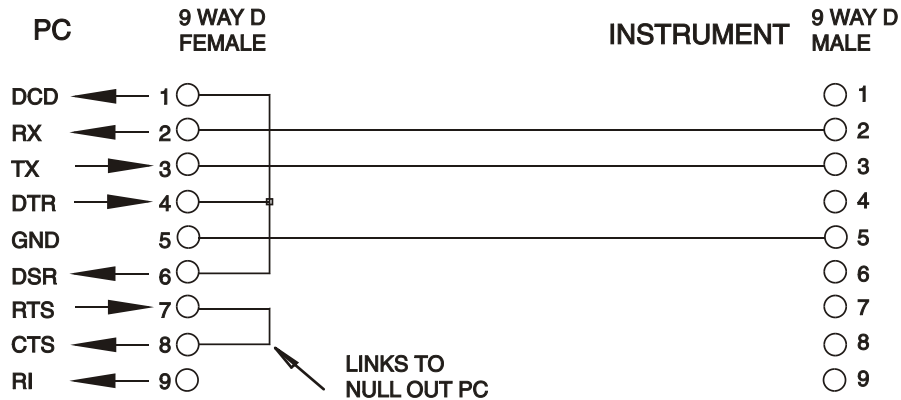 PC
9 WAY D
FEMALE
INSTRUMENT
9 WAY D
MALE
DCD 1 1
RX 2 2
TX 3 3
DTR 4 4
GND 5 5
DSR 6 6
RTS 7 7
CTS 8 8
RI 9 9
LINKS TO
NULL OUT PC